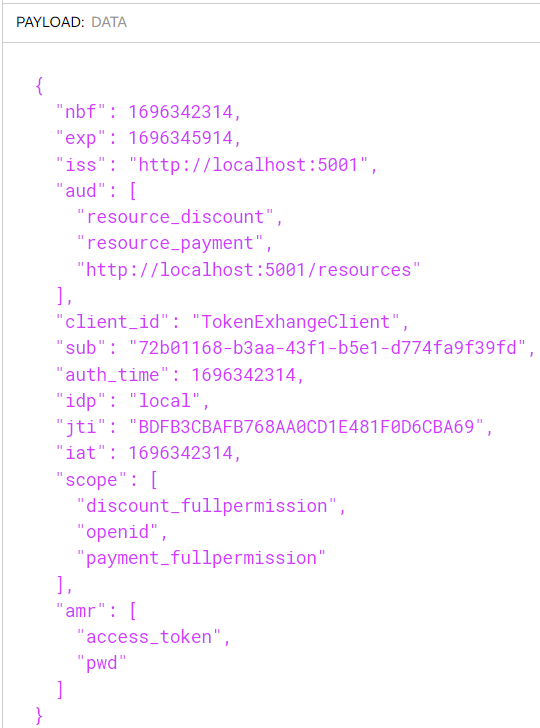 PAYLOAD: DATA
{
"nbf": 1696342314,
"exp": 1696345914,
"iss": "http://localhost:5001",
"aud": [
"resource_discount",
"resource_payment",
"http://localhost:5001/resources"
],
"client_id": "TokenExhangeClient",
"sub": "72b01168-b3aa-43f1-b5e1-d774fa9f39fd",
"auth_time": 1696342314,
"idp": "local",
"jti": "BDFB3CBAFB768AA0CD1E481F0D6CBA69",
"iat": 1696342314,
"scope": [
"discount_fullpermission",
"openid",
"payment_fullpermission"
],
"amr": [
"access_token",
"pwd"
]
}